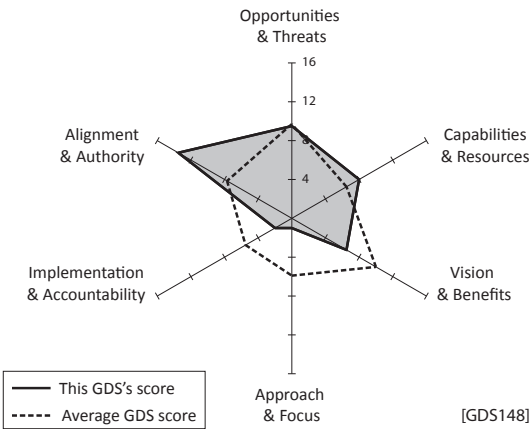 Opportunities
& Threats
16
12
8
4
Alignment
& Authority
Capabilities
& Resources
Implementation
& Accountability
Vision
& Benefits
Approach
& Focus
This GDS's score
Average GDS score
[GDS148]